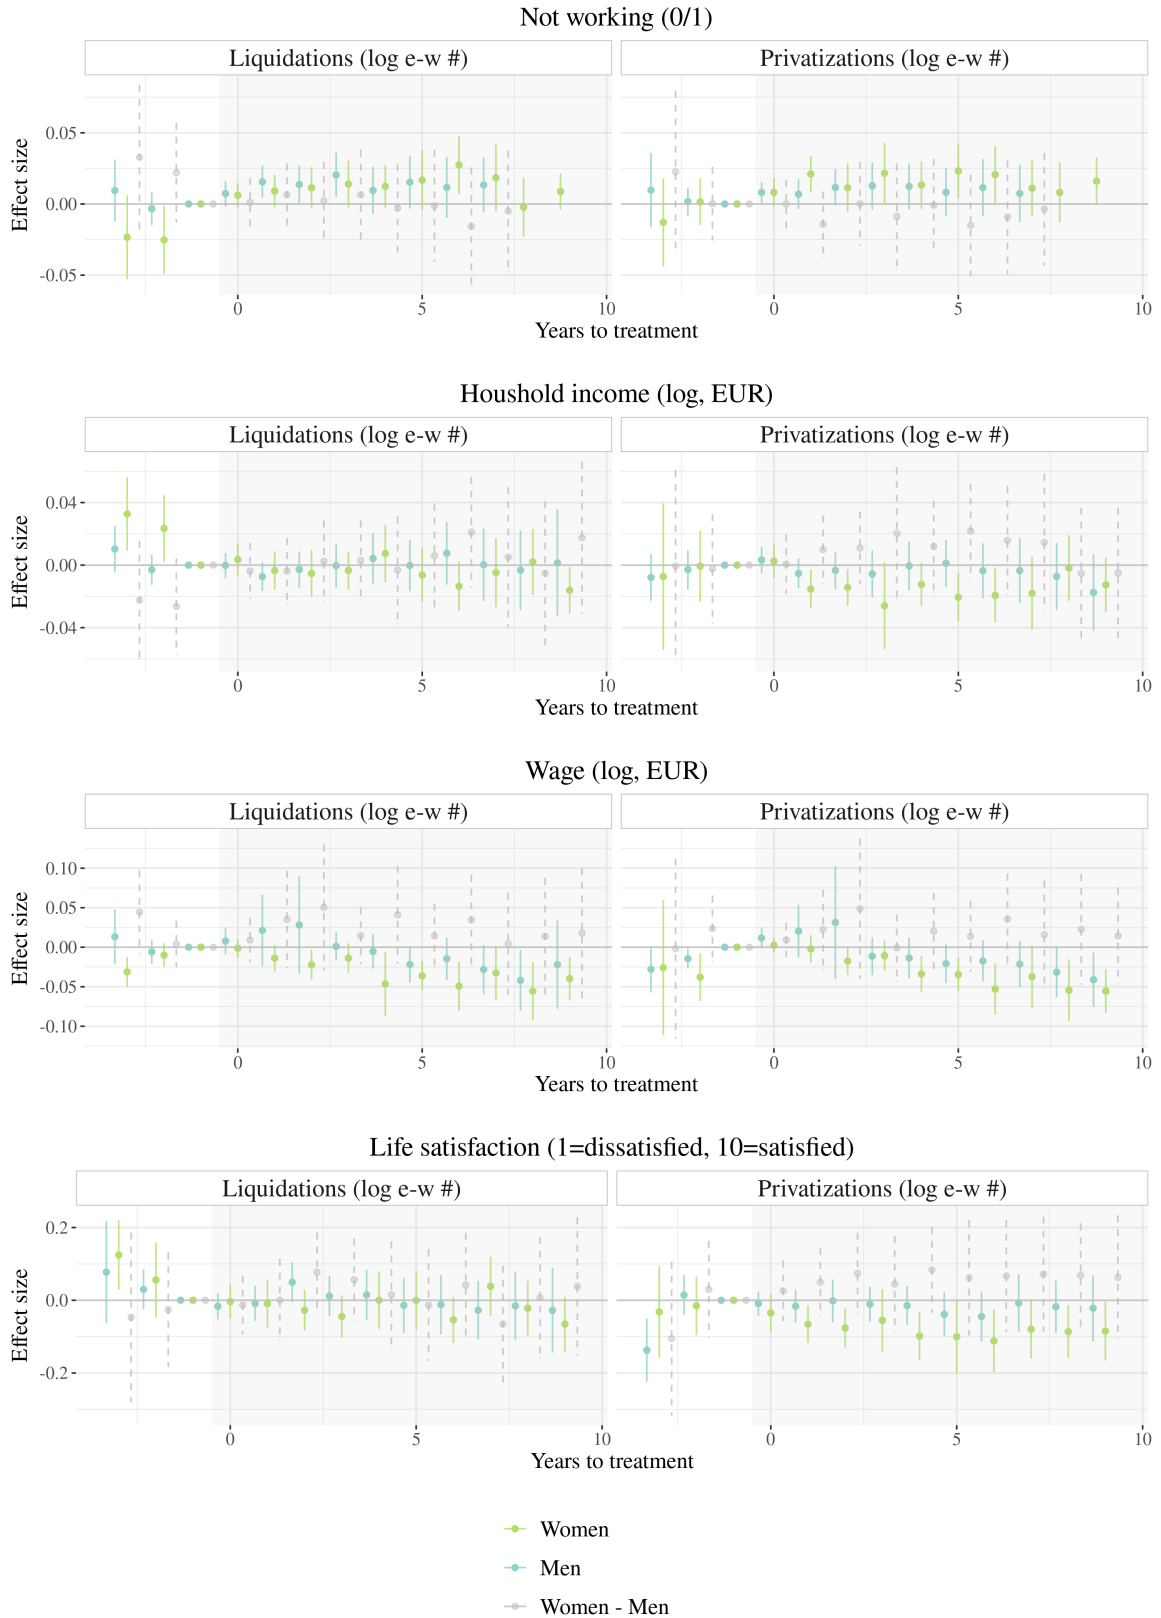 Not working (0/1)
Liquidations (log e-w #) Privatizations (log e-w #)
Effect size
0.05
0.00
-0.05
0 5 10 0 5 10
Years to treatment
Houshold income (log, EUR)
Liquidations (log e-w #) Privatizations (log e-w #)
Effect size
0.04
0.00
-0.04
0 5 10 0 5 10
Years to treatment
Wage (log, EUR)
Liquidations (log e-w #) Privatizations (log e-w #)
Effect size
0.10
0.05
0.00
-0.05
-0.10
0 5 10 0 5 10
Years to treatment
Life satisfaction (1=dissatisfied, 10=satisfied)
Liquidations (log e-w #) Privatizations (log e-w #)
Effect size
0.2
0.0
-0.2
0 5 10 0 5 10
Years to treatment
Women
Men
Women - Men